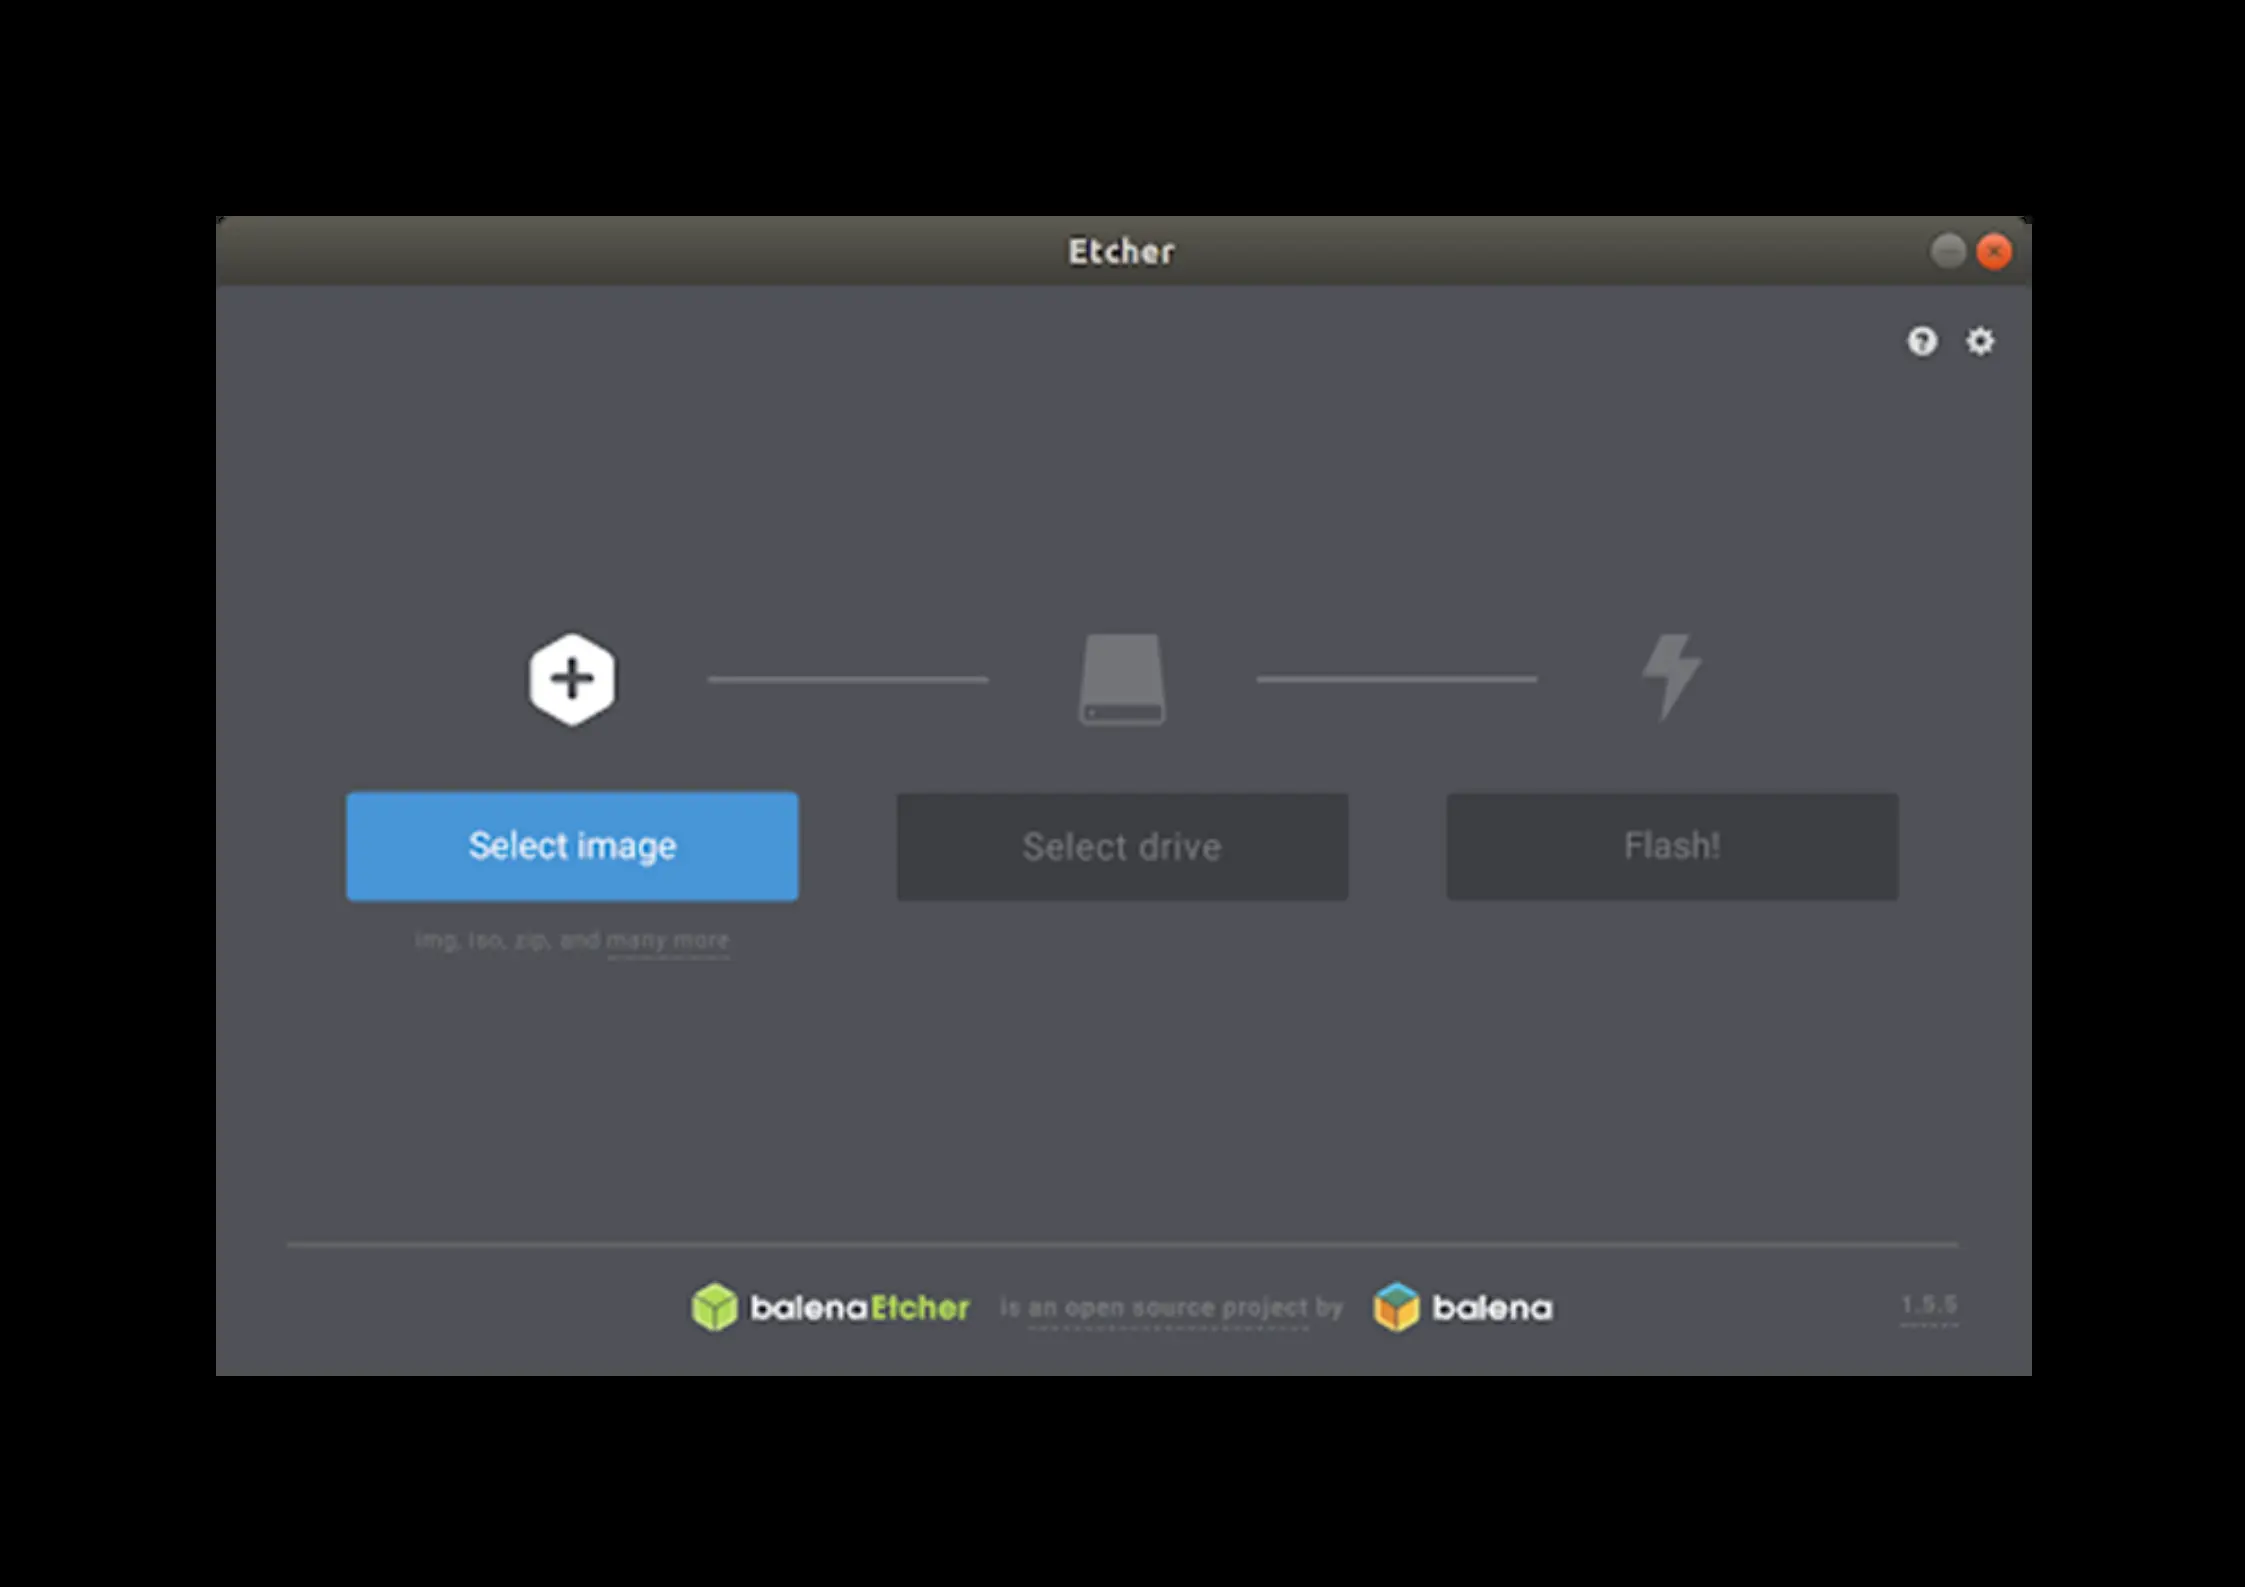 Etcher
Select image
Select drive
Flash!
img, iso, zip, and many more
balenaEtcher is an open source project by balena
1.5.5